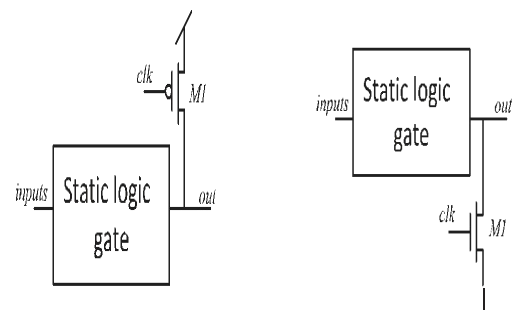 clk
M1
inputs
Static logic
gate
out
inputs
Static logic
gate
out
clk
M1